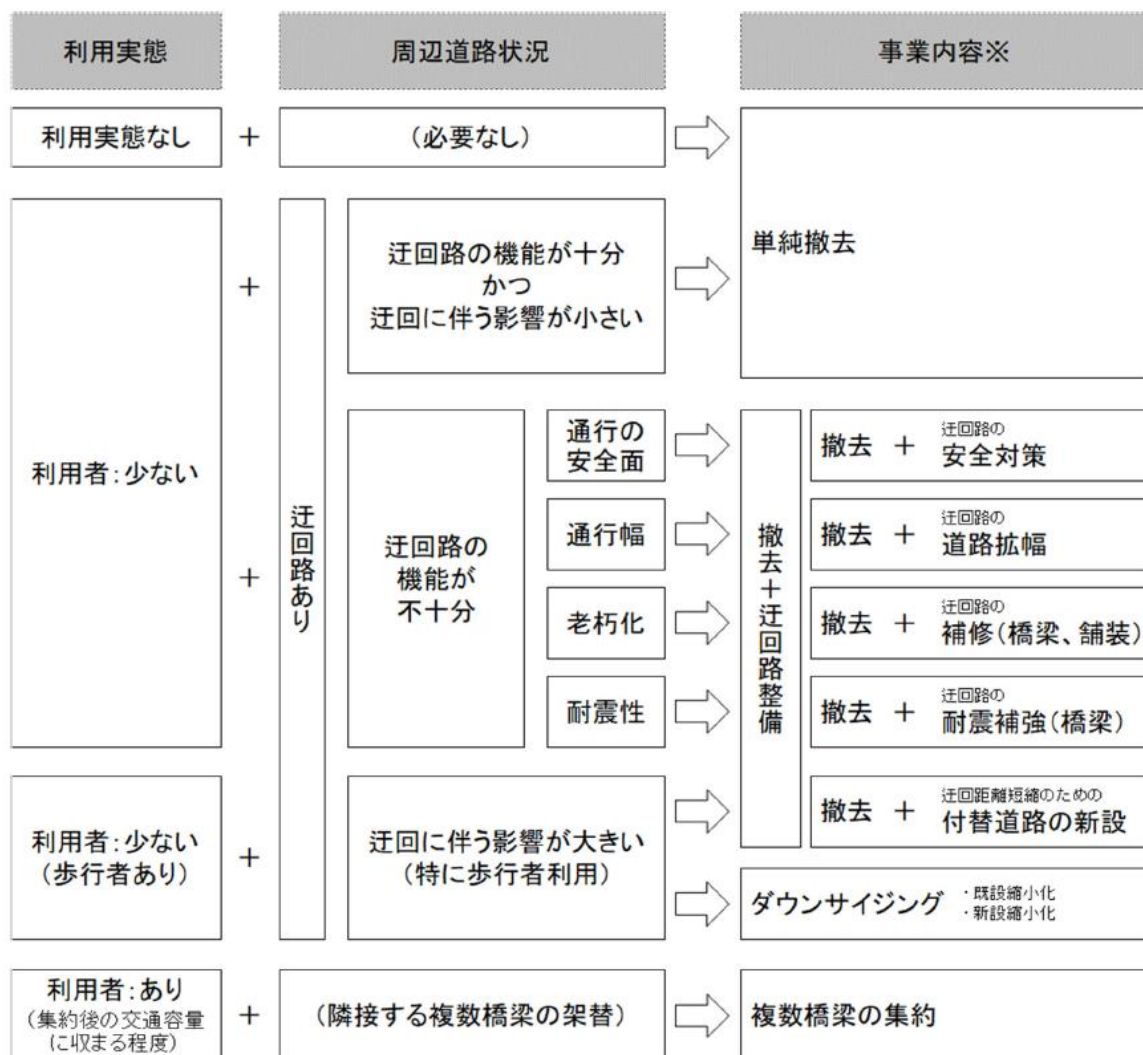 利用実態
周辺道路状況
事業内容※
利用実態なし
+
(必要なし)
単純撤去
利用者:少ない
+
迂回路あり
迂回路の機能が十分
かつ
迂回に伴う影響が小さい
+
迂回路の
機能が
不十分
通行の
安全面
通行幅
老朽化
耐震性
撤去+迂回路整備
撤去 + 迂回路の
安全対策
撤去 + 迂回路の
道路拡幅
撤去 + 迂回路の
補修(橋梁、舗装)
撤去 + 迂回路の
耐震補強(橋梁)
利用者:少ない
(歩行者あり)
+
迂回に伴う影響が大きい
(特に歩行者利用)
撤去 + 迂回距離短縮のための
付替道路の新設
ダウンサイジング
・既設縮小化
・新設縮小化
利用者:あり
(集約後の交通容量
に収まる程度)
+
(隣接する複数橋梁の架替)
複数橋梁の集約